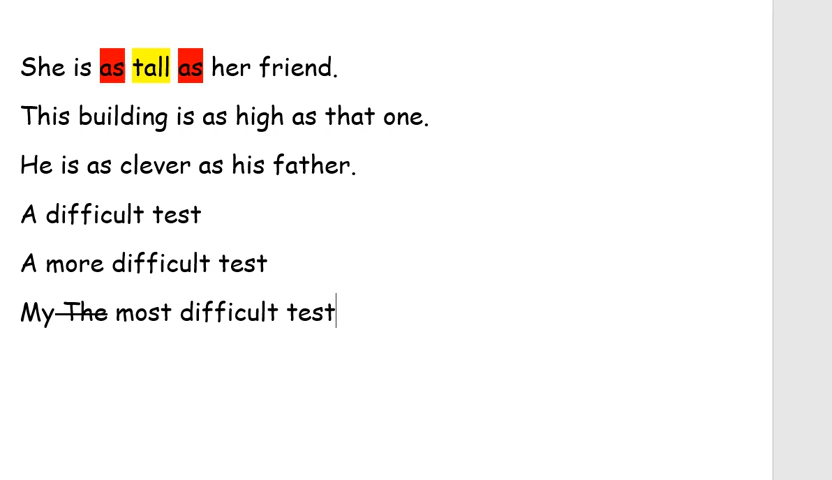 She is as tall as her friend.
This building is as high as that one.
He is as clever as his father.
A difficult test
A more difficult test
My The most difficult test